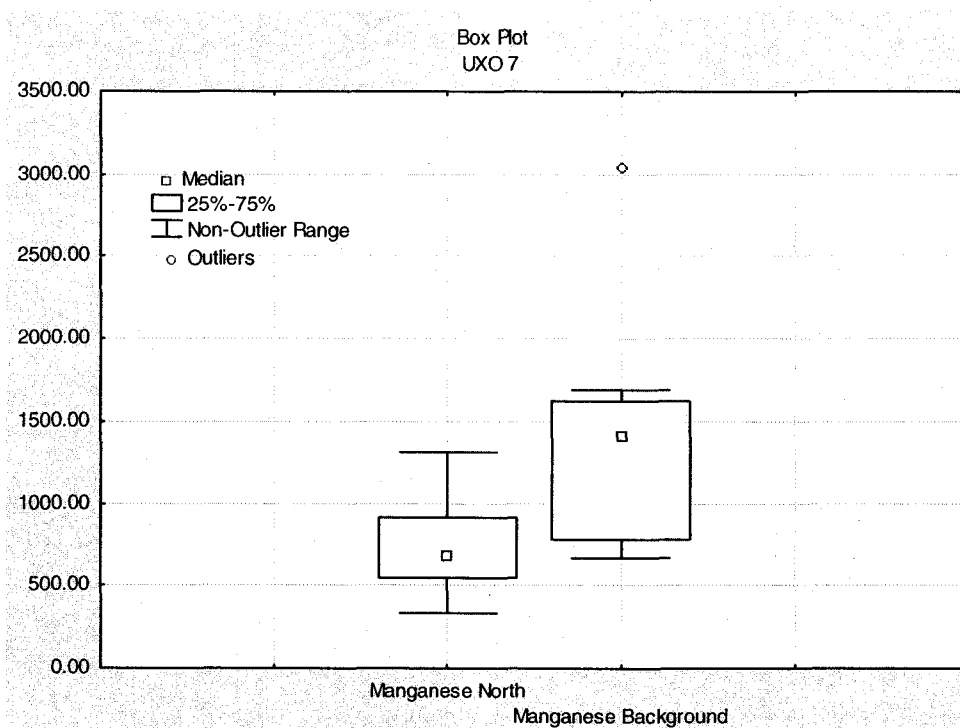 Box Plot
UXO 7
3500.00
3000.00
2500.00
2000.00
1500.00
1000.00
500.00
0.00
Median
25%-75%
Non-Outlier Range
Outliers
Manganese North
Manganese Background